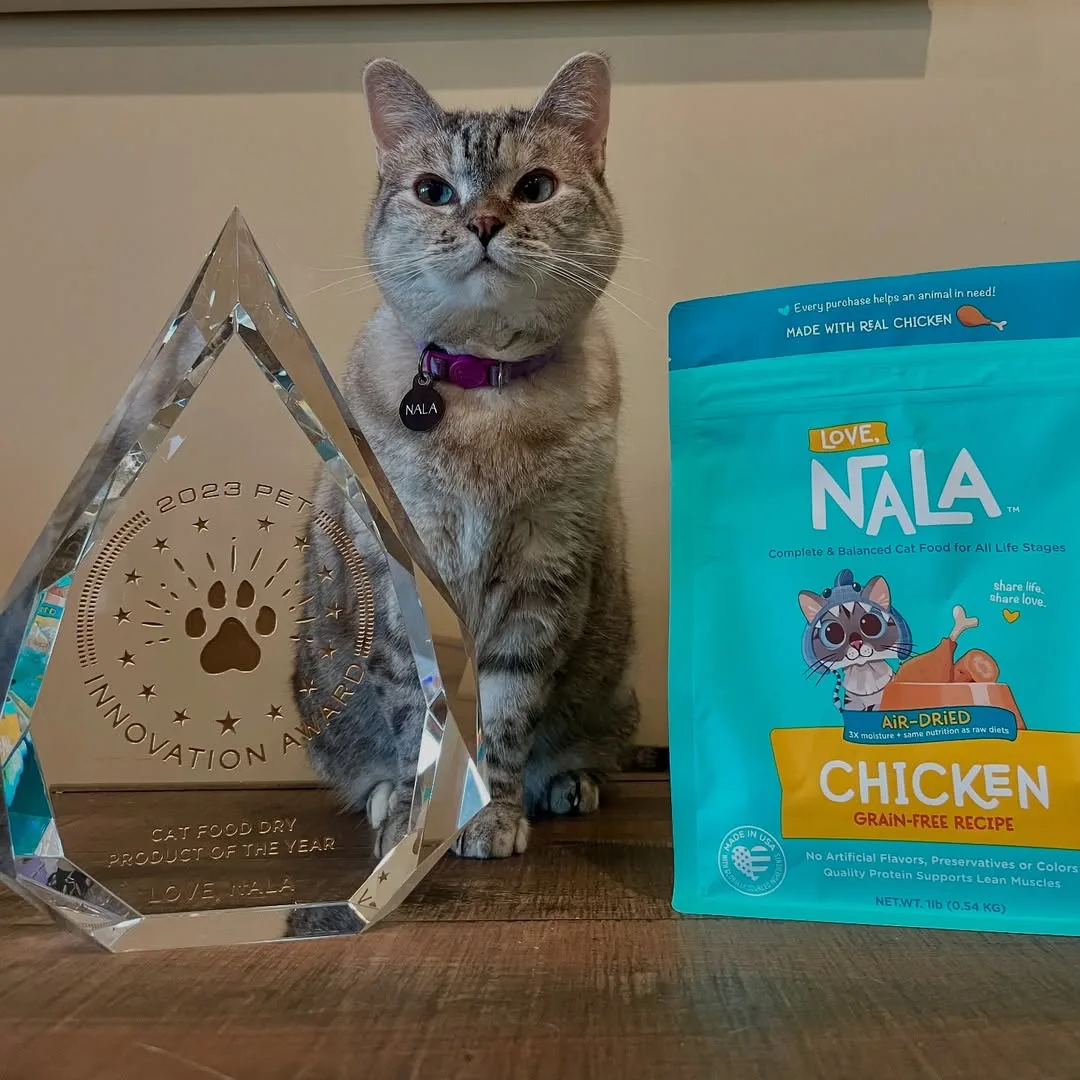 2023 PET
INNOVATION AWARD
CAT FOOD DRY
PRODUCT OF THE YEAR
LOVE, NALA
NALA
Every purchase helps an animal in need!
MADE WITH REAL CHICKEN
LOVE,
NALA™
Complete & Balanced Cat Food for All Life Stages
share life.
share love.
AiR-DRiED
3X moisture + same nutrition as raw diets
CHICKEN
GRAiN-FREE RECiPE
MADE IN USA
No Artificial Flavors, Preservatives or Colors
Quality Protein Supports Lean Muscles
NET.WT. 1lb (0.54 KG)